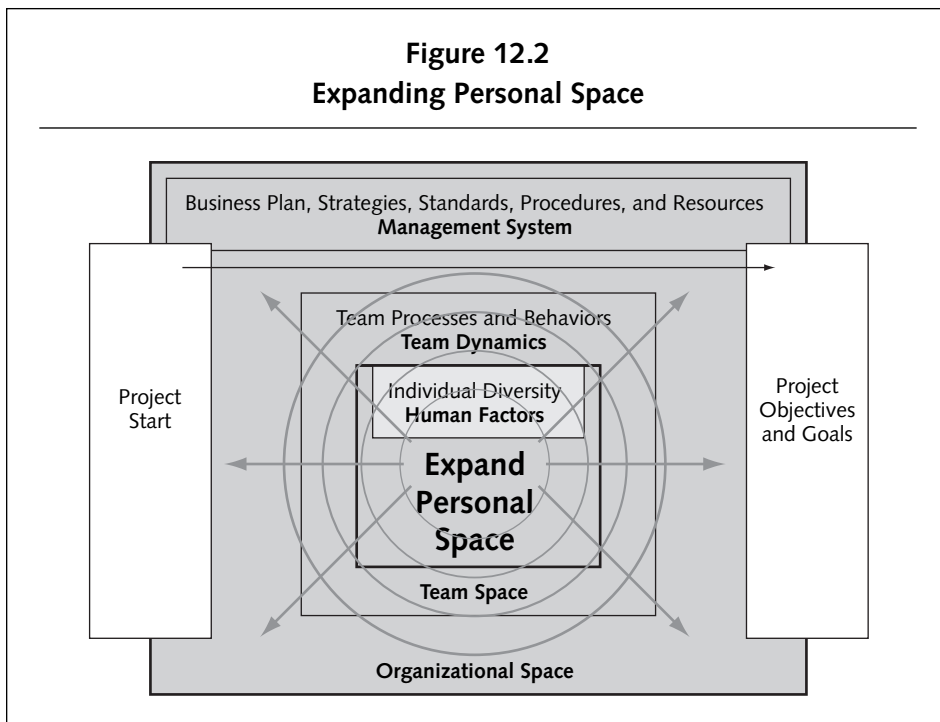 Figure 12.2
Expanding Personal Space
Business Plan, Strategies, Standards, Procedures, and Resources
Management System
Team Processes and Behaviors
Team Dynamics
Individual Diversity
Human Factors
Project
Start
Expand
Personal
Space
Project
Objectives
and Goals
Team Space
Organizational Space